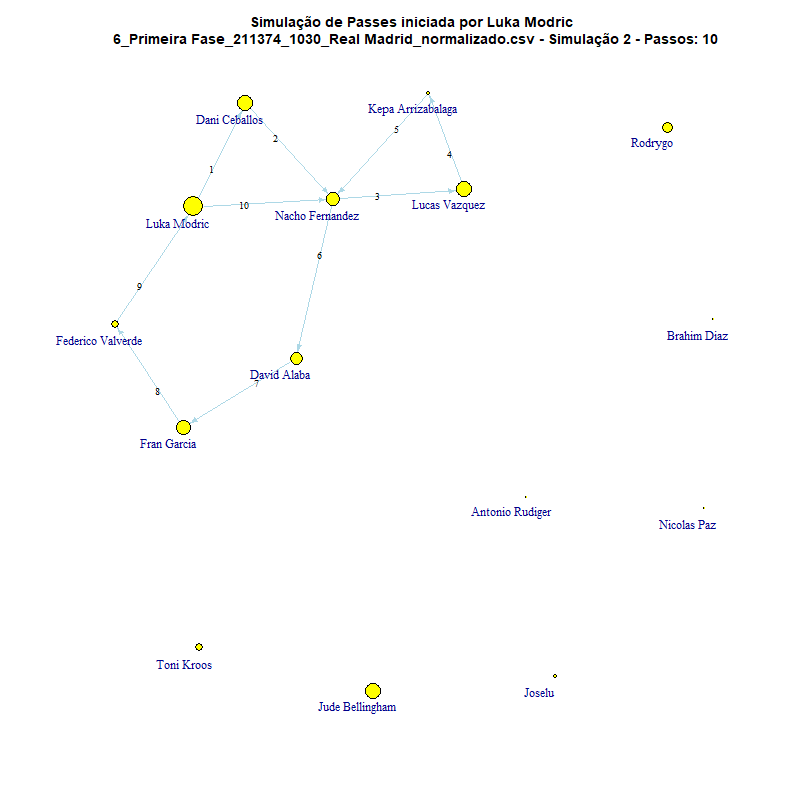 Simulação de Passes iniciada por Luka Modric
6_Primeira Fase_211374_1030_Real Madrid_normalizado.csv - Simulação 2 - Passos: 10
Kepa Arrizabalaga
Dani Ceballos
5
Rodrygo
2
4
1
3
Lucas Vazquez
10
Nacho Fernandez
Luka Modric
6
9
Brahim Diaz
Federico Valverde
David Alaba
7
8
Fran Garcia
Antonio Rudiger
Nicolas Paz
Toni Kroos
Joselu
Jude Bellingham